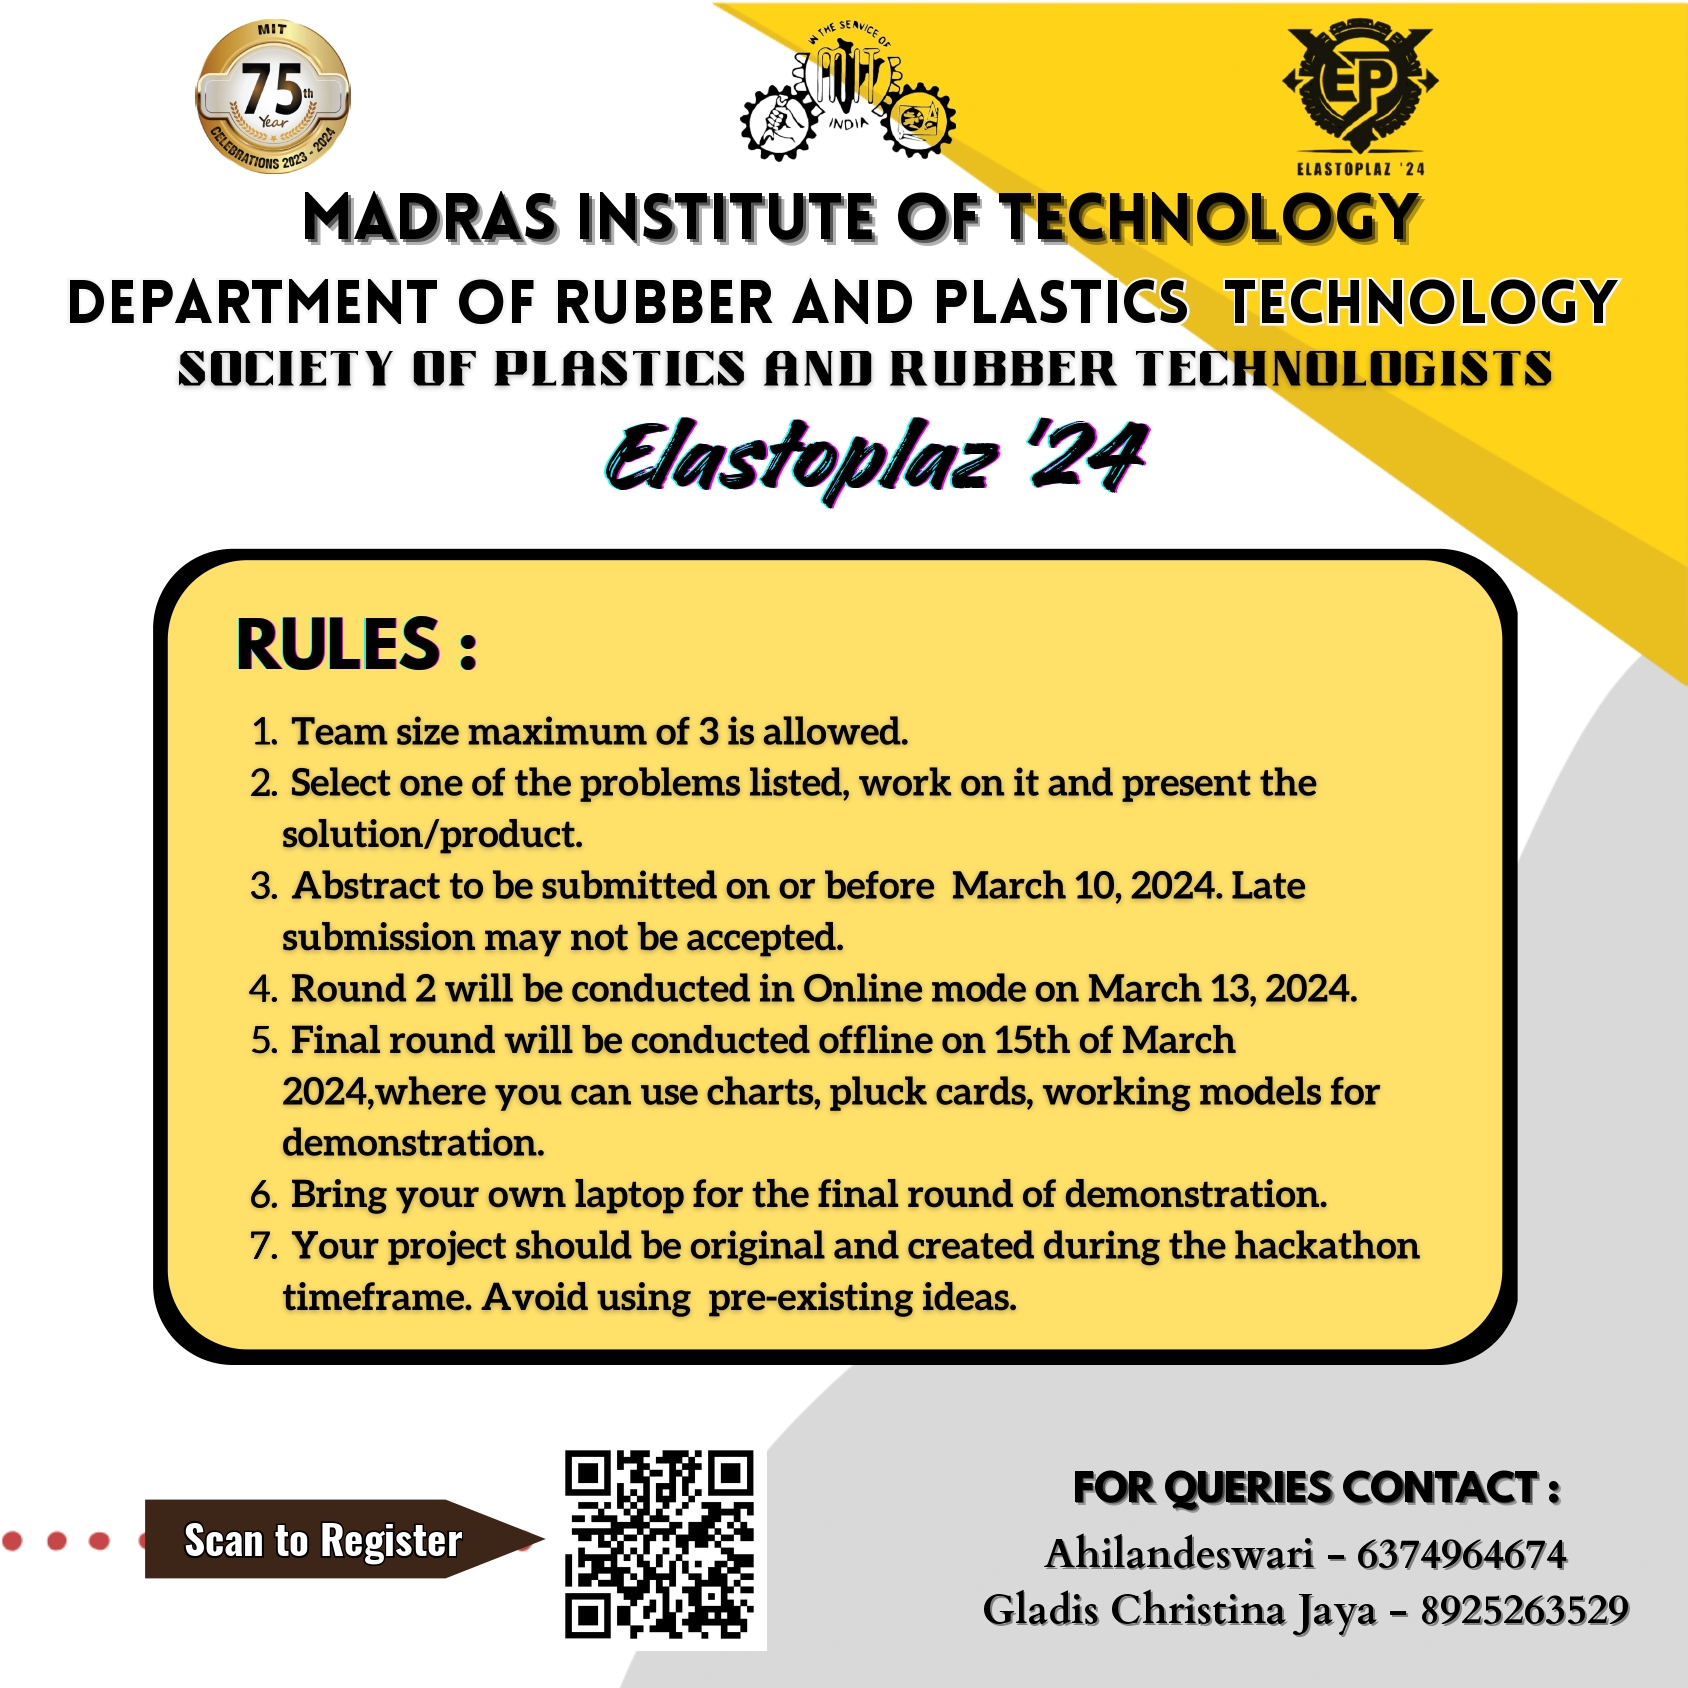 MIT
75th
Year
CELEBRATIONS 2023 - 2024
IN THE SERVICE OF
MIT
INDIA
EP
ELASTOPLAZ '24
MADRAS INSTITUTE OF TECHNOLOGY
DEPARTMENT OF RUBBER AND PLASTICS TECHNOLOGY
SOCIETY OF PLASTICS AND RUBBER TECHNOLOGISTS
Elastoplaz '24
RULES :
1. Team size maximum of 3 is allowed.
2. Select one of the problems listed, work on it and present the
solution/product.
3. Abstract to be submitted on or before March 10, 2024. Late
submission may not be accepted.
4. Round 2 will be conducted in Online mode on March 13, 2024.
5. Final round will be conducted offline on 15th of March
2024,where you can use charts, pluck cards, working models for
demonstration.
6. Bring your own laptop for the final round of demonstration.
7. Your project should be original and created during the hackathon
timeframe. Avoid using pre-existing ideas.
Scan to Register
FOR QUERIES CONTACT :
Ahilandeswari - 6374964674
Gladis Christina Jaya - 8925263529